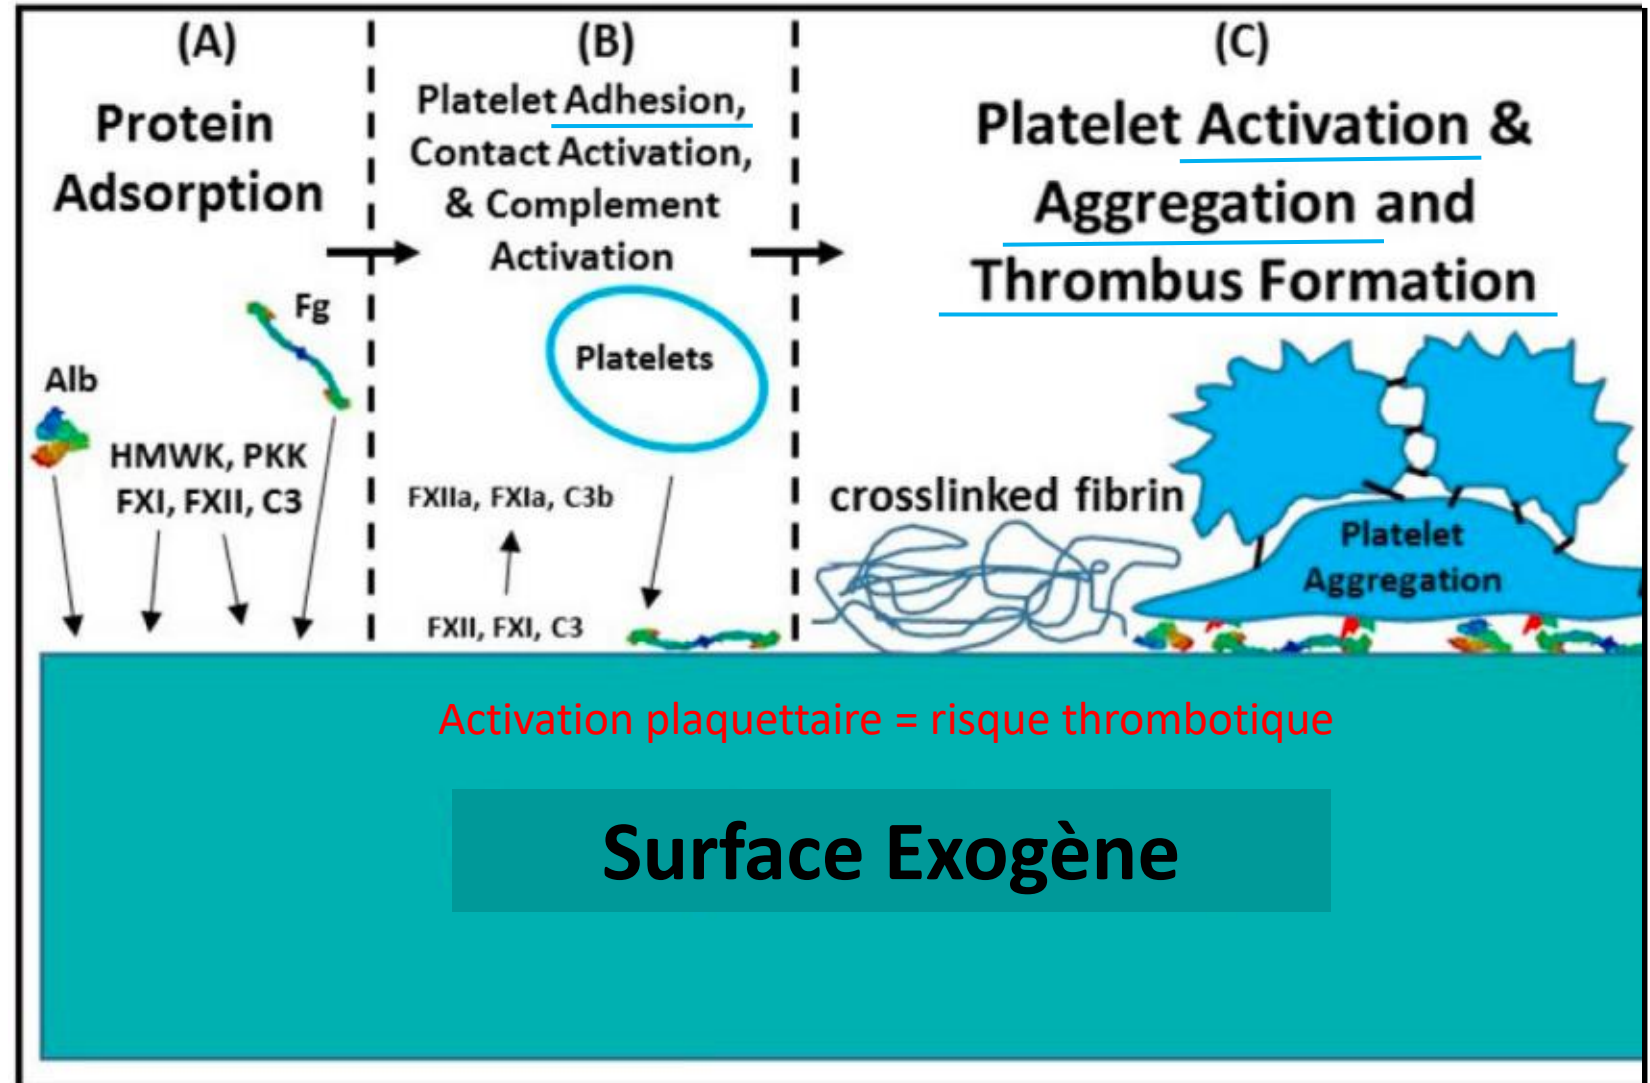 (A)
Protein
Adsorption
Fg
Alb
HMWK, PKK
FXI, FXII, C3
(B)
Platelet Adhesion,
Contact Activation,
& Complement
Activation
Platelets
FXIIa, FXIa, C3b
FXII, FXI, C3
(C)
Platelet Activation &
Aggregation and
Thrombus Formation
crosslinked fibrin
Platelet
Aggregation
Activation plaquettaire = risque thrombotique
Surface Exogène